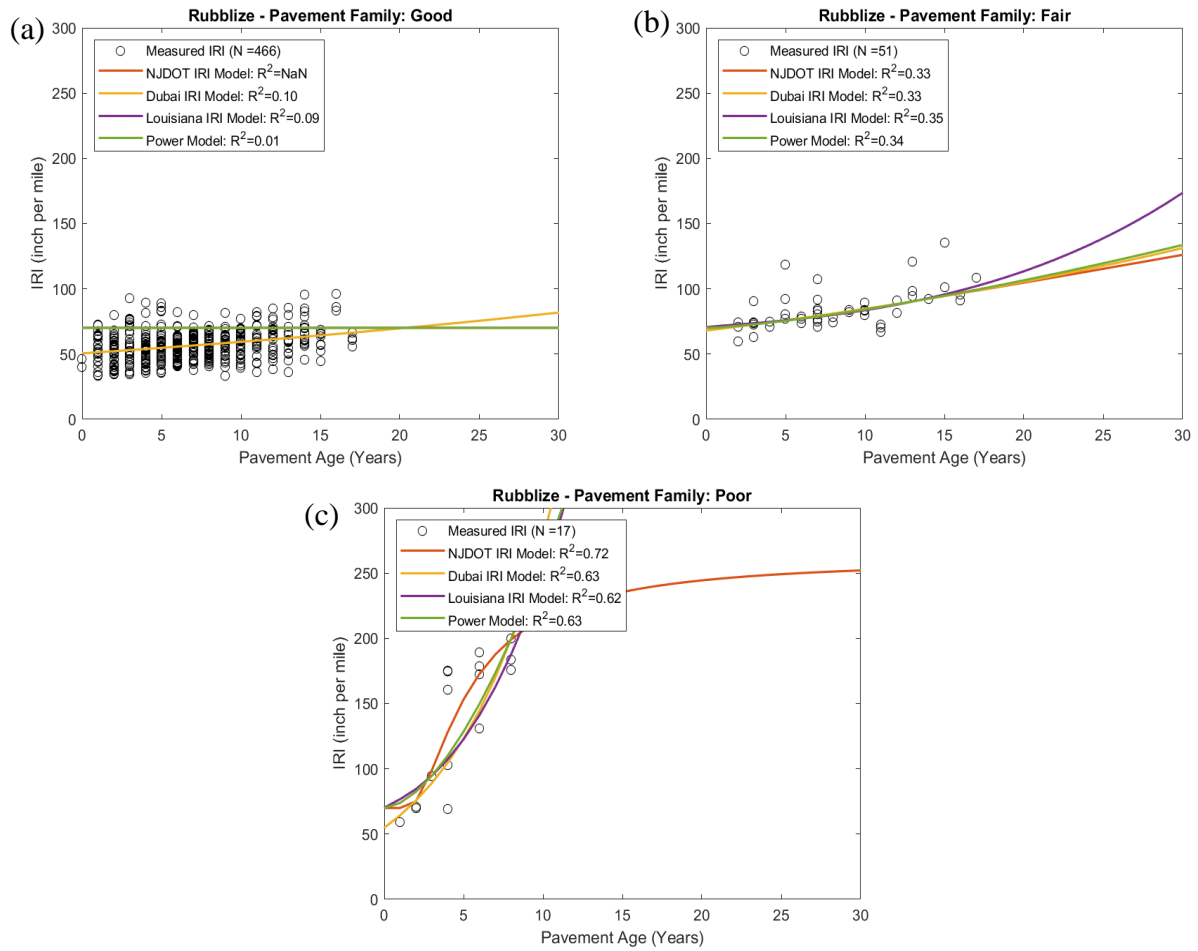 (a)
Rubblize - Pavement Family: Good
300
250
200
150
100
50
0
IRI (inch per mile)
Measured IRI (N =466)
NJDOT IRI Model: R²=NaN
Dubai IRI Model: R²=0.10
Louisiana IRI Model: R²=0.09
Power Model: R²=0.01
0 5 10 15 20 25 30
Pavement Age (Years)
(b)
Rubblize - Pavement Family: Fair
300
250
200
150
100
50
0
IRI (inch per mile)
Measured IRI (N =51)
NJDOT IRI Model: R²=0.33
Dubai IRI Model: R²=0.33
Louisiana IRI Model: R²=0.35
Power Model: R²=0.34
0 5 10 15 20 25 30
Pavement Age (Years)
(c)
Rubblize - Pavement Family: Poor
300
250
200
150
100
50
0
IRI (inch per mile)
Measured IRI (N =17)
NJDOT IRI Model: R²=0.72
Dubai IRI Model: R²=0.63
Louisiana IRI Model: R²=0.62
Power Model: R²=0.63
0 5 10 15 20 25 30
Pavement Age (Years)